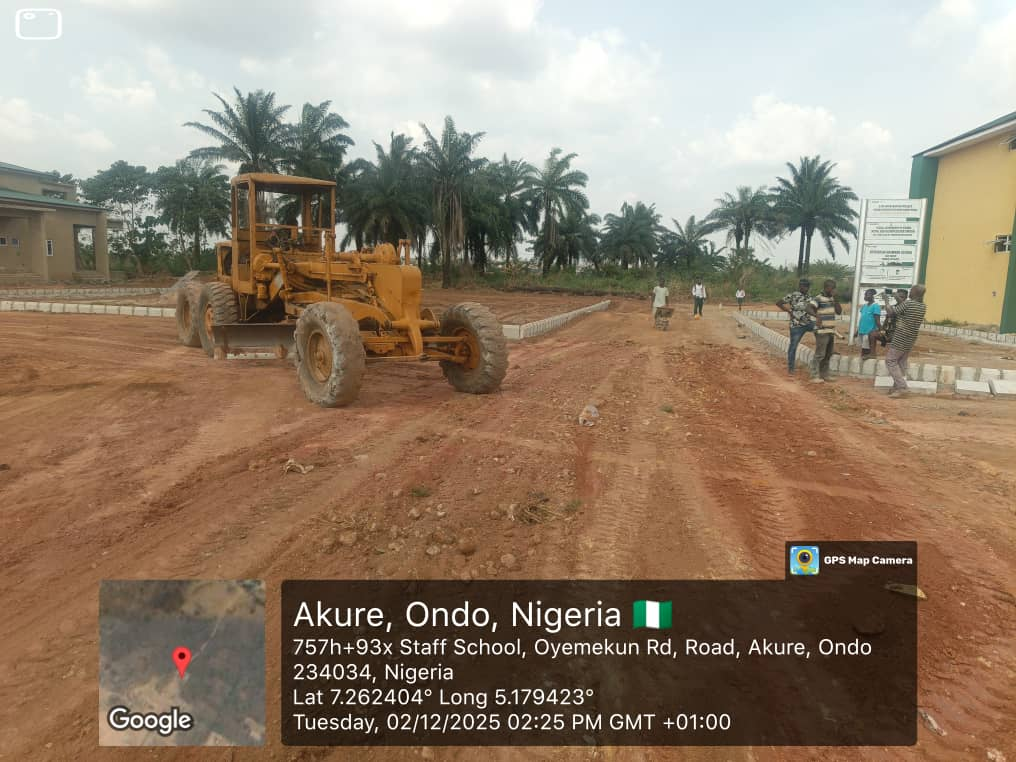 GPS Map Camera
Akure, Ondo, Nigeria
757h+93x Staff School, Oyemekun Rd, Road, Akure, Ondo
234034, Nigeria
Lat 7.262404° Long 5.179423°
Tuesday, 02/12/2025 02:25 PM GMT +01:00
Google